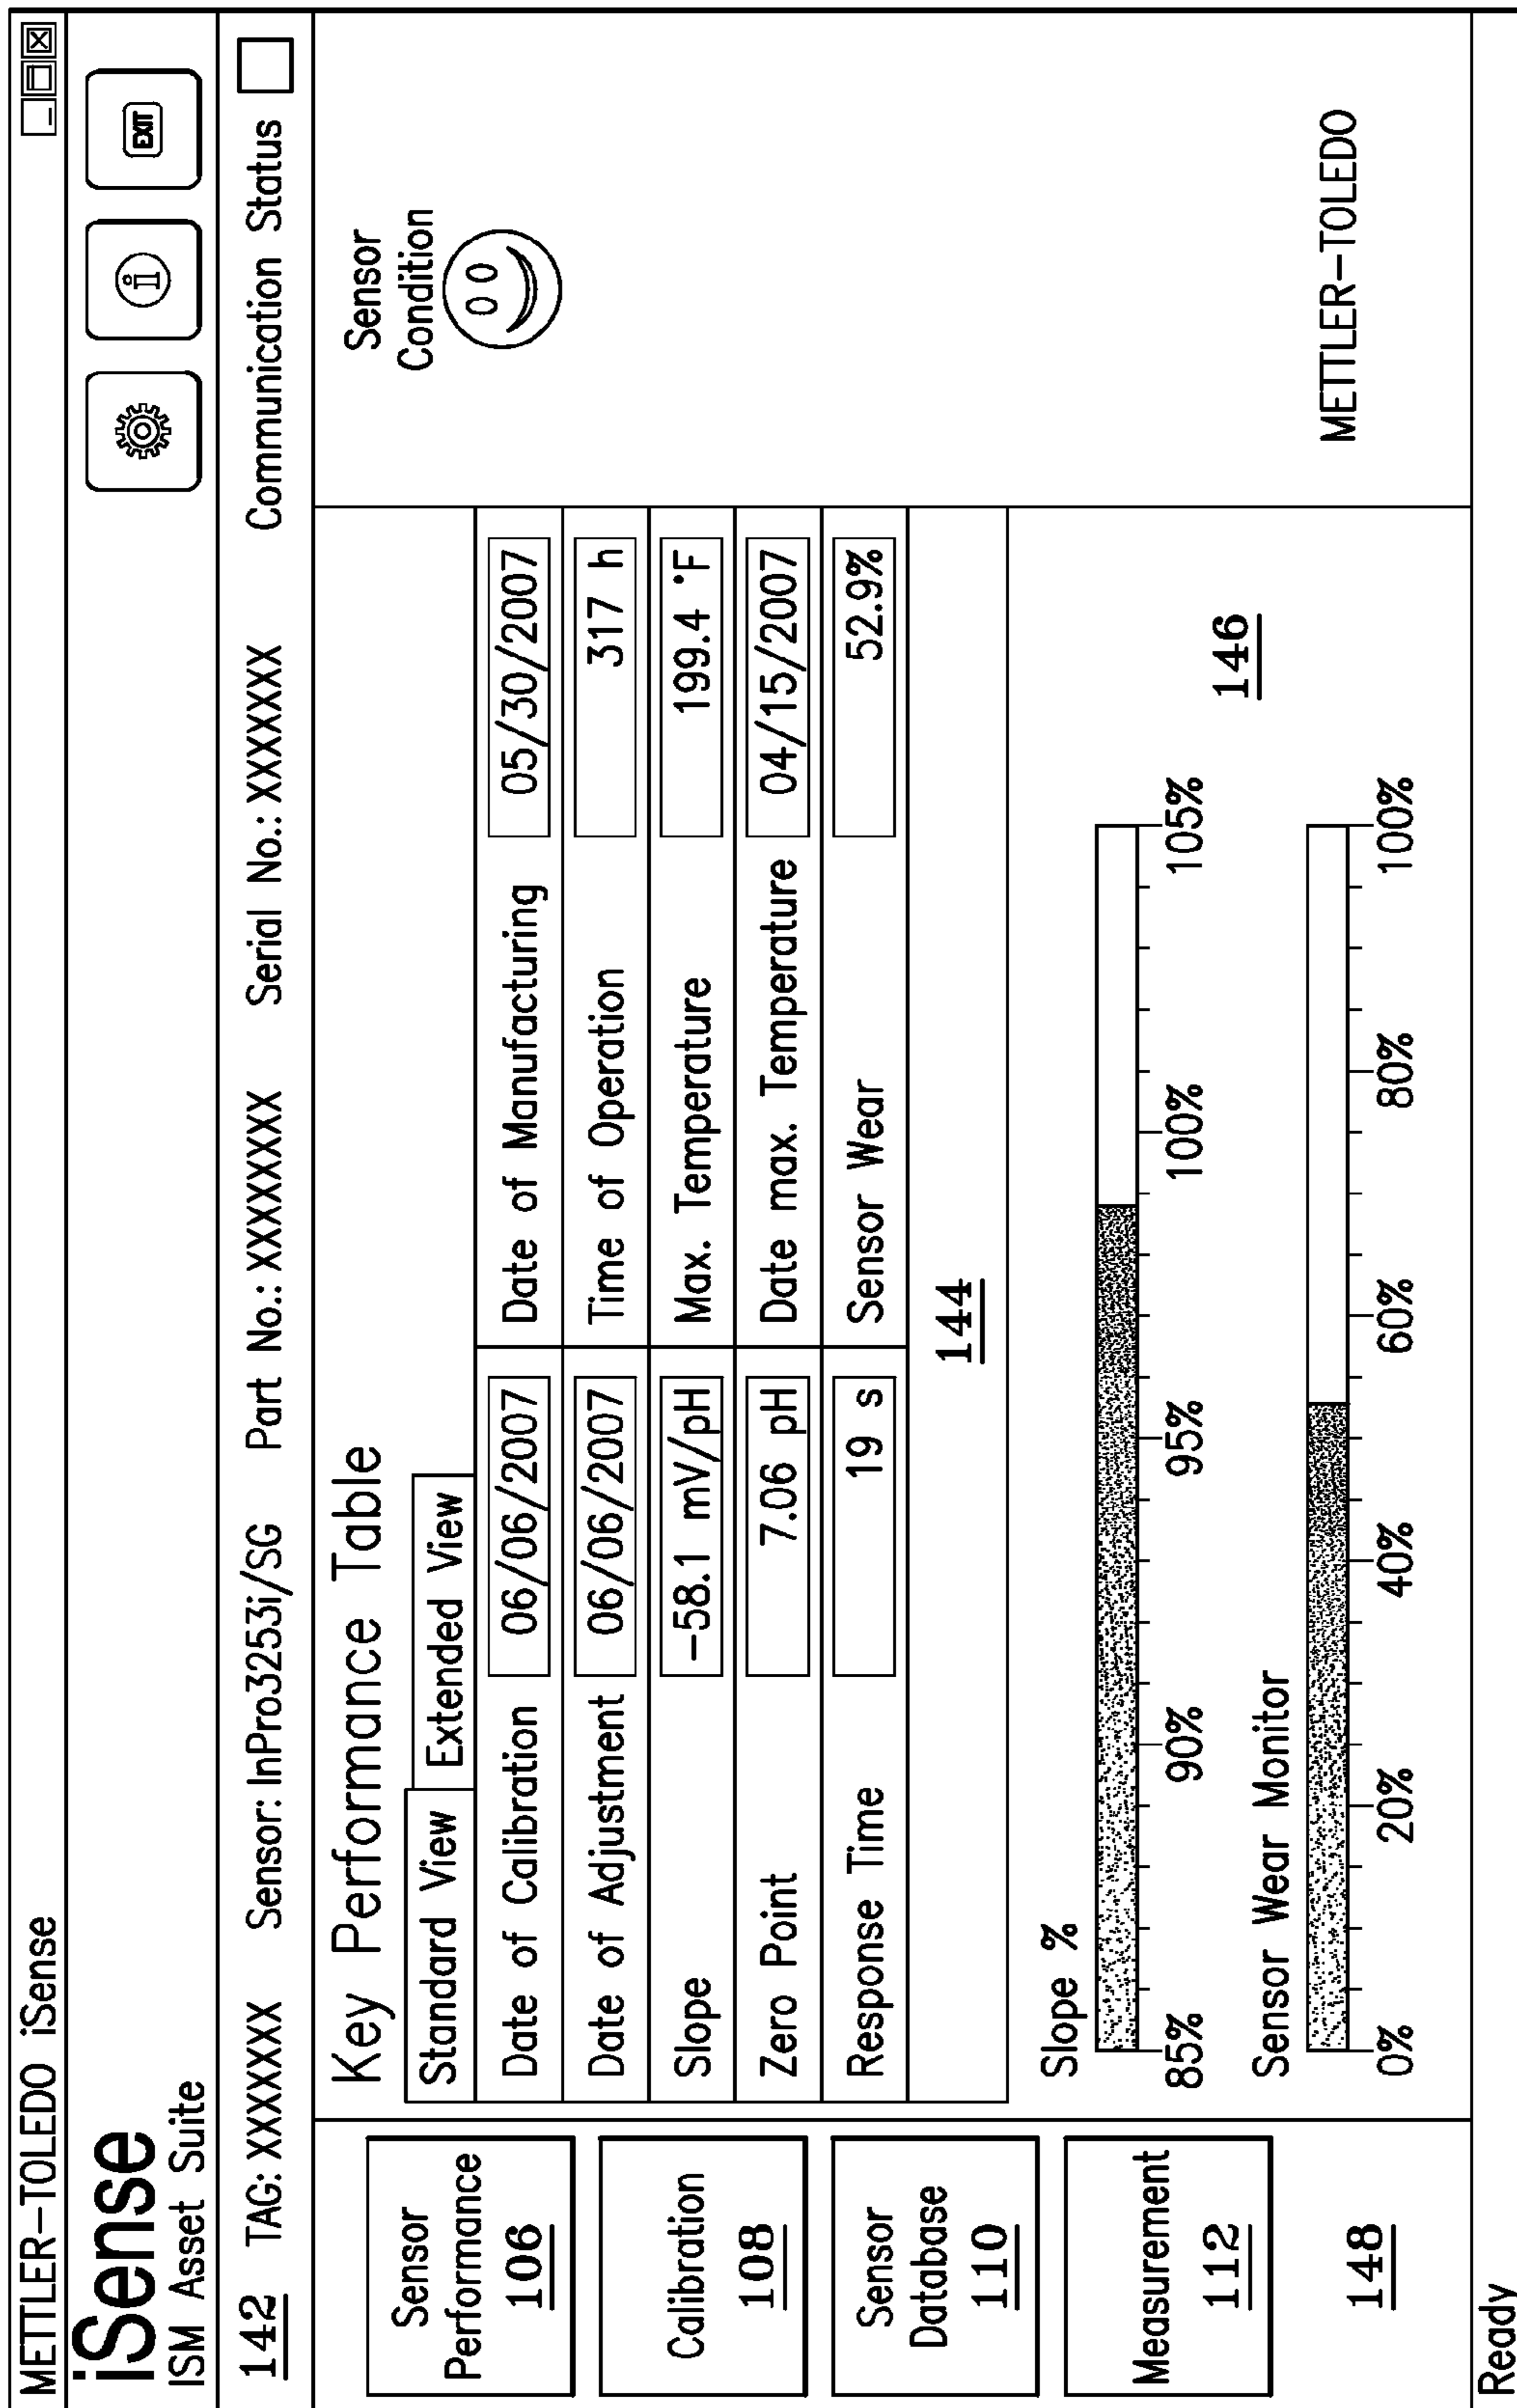 METTLER-TOLEDO iSense
iSense
ISM Asset Suite
EXIT
i
142 TAG: XXXXXXX Sensor: InPro3253i/SG Part No.: XXXXXXXX Serial No.: XXXXXXX Communication Status
Sensor
Performance
106
Calibration
108
Sensor
Database
110
Measurement
112
148
Key Performance Table
Standard View Extended View
Date of Calibration 06/06/2007 Date of Manufacturing 05/30/2007
Date of Adjustment 06/06/2007 Time of Operation 317 h
Slope -58.1 mV/pH Max. Temperature 199.4 °F
Zero Point 7.06 pH Date max. Temperature 04/15/2007
Response Time 19 s Sensor Wear 52.9%
144
Slope %
85% 90% 95% 100% 105%
146
Sensor Wear Monitor
0% 20% 40% 60% 80% 100%
Sensor
Condition
METTLER-TOLEDO
Ready